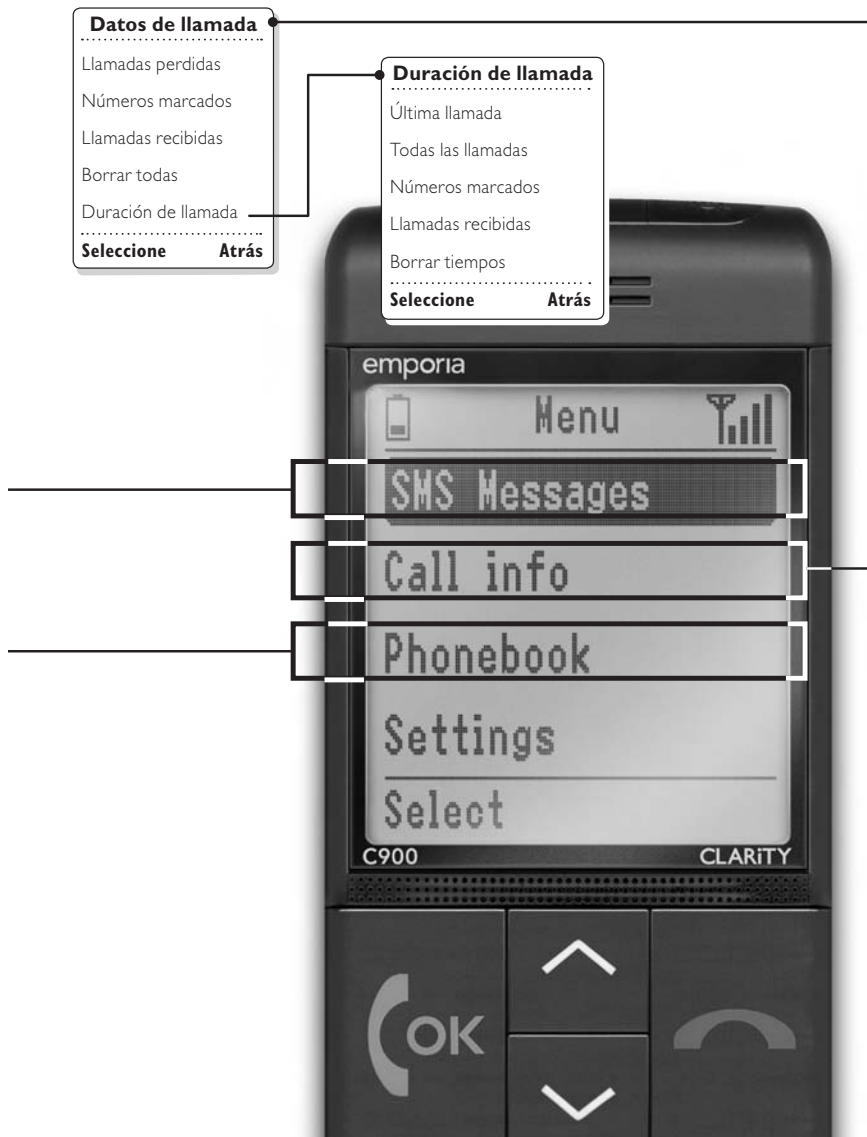 Datos de llamada
Llamadas perdidas
Números marcados
Llamadas recibidas
Borrar todas
Duración de llamada
Seleccione Atrás
Duración de llamada
Última llamada
Todas las llamadas
Números marcados
Llamadas recibidas
Borrar tiempos
Seleccione Atrás
emporia
Menu
SMS Messages
Call info
Phonebook
Settings
Select
C900 CLARiTY
OK